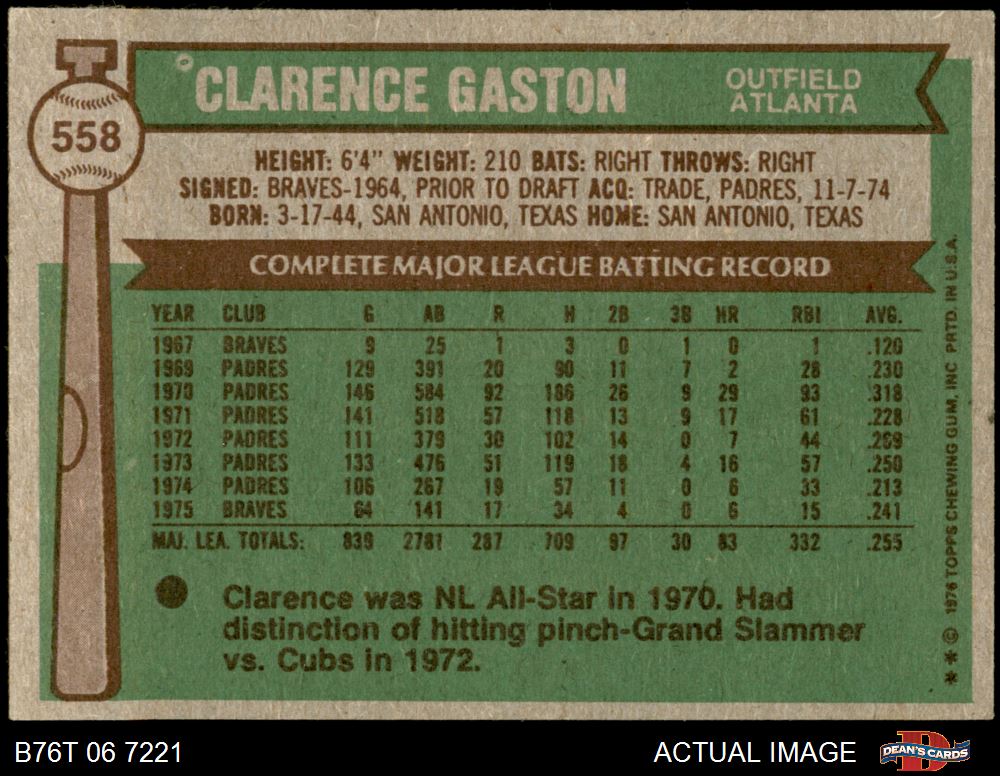 CLARENCE GASTON
OUTFIELD
ATLANTA
558
HEIGHT: 6'4" WEIGHT: 210 BATS: RIGHT THROWS: RIGHT
SIGNED: BRAVES-1964, PRIOR TO DRAFT ACQ: TRADE, PADRES, 11-7-74
BORN: 3-17-44, SAN ANTONIO, TEXAS HOME: SAN ANTONIO, TEXAS
COMPLETE MAJOR LEAGUE BATTING RECORD
YEAR CLUB G AB R H 2B 3B HR RBI AVG.
1967 BRAVES 9 25 1 3 0 1 0 1 .120
1969 PADRES 129 391 20 90 11 7 2 28 .230
1970 PADRES 146 584 92 186 26 9 29 93 .318
1971 PADRES 141 518 57 118 13 9 17 61 .228
1972 PADRES 111 379 30 102 14 0 7 44 .269
1973 PADRES 133 476 51 119 18 4 16 57 .250
1974 PADRES 106 267 19 57 11 0 6 33 .213
1975 BRAVES 64 141 17 34 4 0 6 15 .241
MAJ. LEA. TOTALS: 839 2781 287 709 97 30 83 332 .255
Clarence was NL All-Star in 1970. Had
distinction of hitting pinch-Grand Slammer
vs. Cubs in 1972.
** © 1976 TOPPS CHEWING GUM, INC PRTD. IN U.S.A.
B76T 06 7221
ACTUAL IMAGE
DEAN'S CARDS